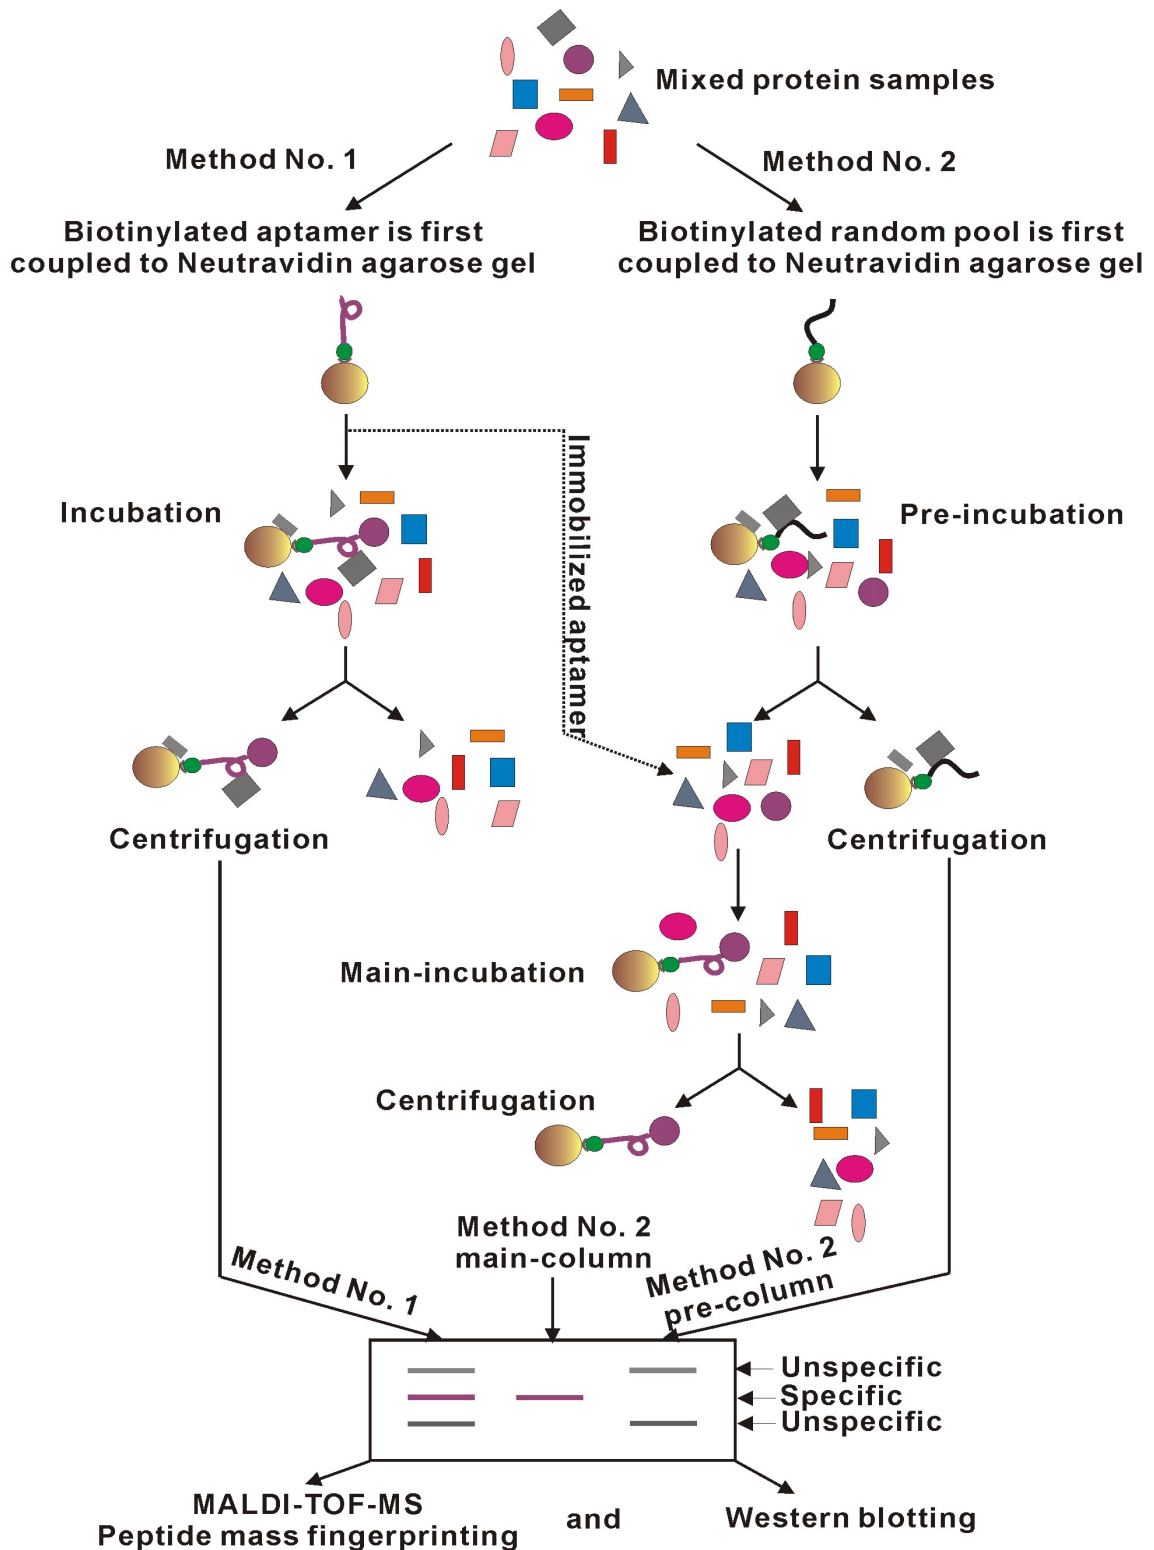 Mixed protein samples
Method No. 1
Method No. 2
Biotinylated aptamer is first
coupled to Neutravidin agarose gel
Biotinylated random pool is first
coupled to Neutravidin agarose gel
Immobilized aptamer
Incubation
Pre-incubation
Centrifugation
Centrifugation
Main-incubation
Centrifugation
Method No. 2
main-column
Method No. 1
Method No. 2
pre-column
Unspecific
Specific
Unspecific
MALDI-TOF-MS
Peptide mass fingerprinting
and
Western blotting